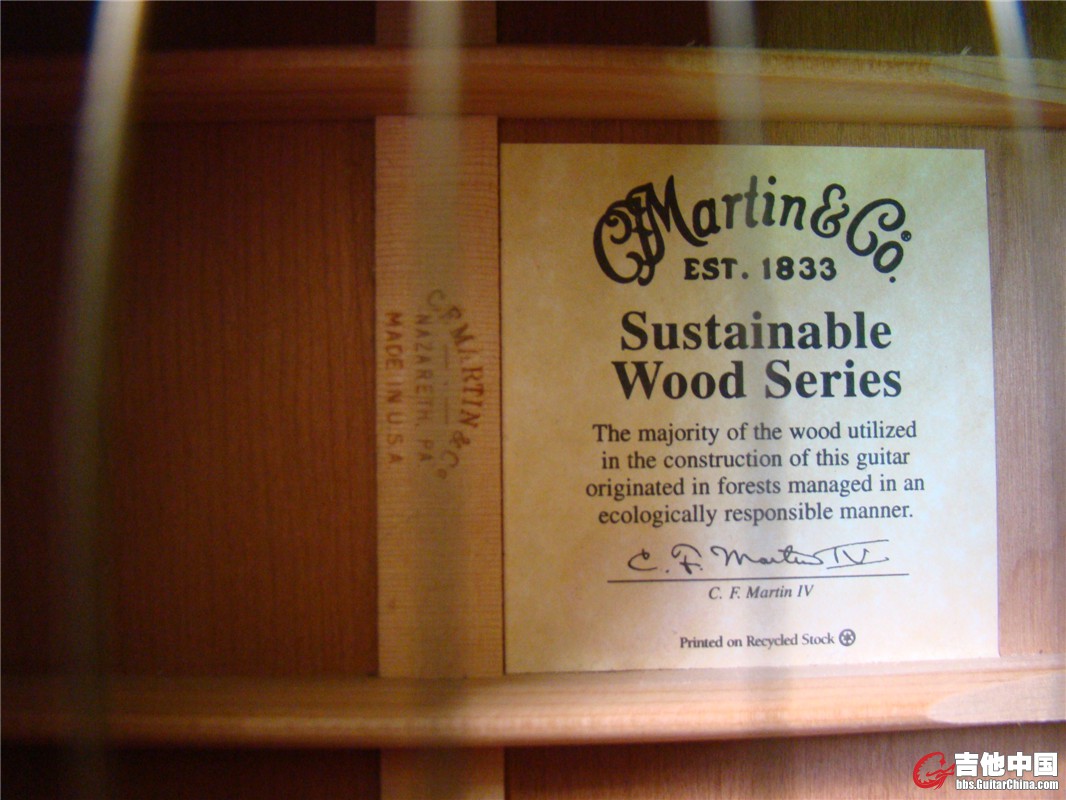 C. F. MARTIN & Co
NAZARETH, PA
MADE IN U S A
CF Martin & Co.®
EST. 1833
Sustainable
Wood Series
The majority of the wood utilized
in the construction of this guitar
originated in forests managed in an
ecologically responsible manner.
C. F. Martin IV
C. F. Martin IV
Printed on Recycled Stock
吉他中国
bbs.GuitarChina.com